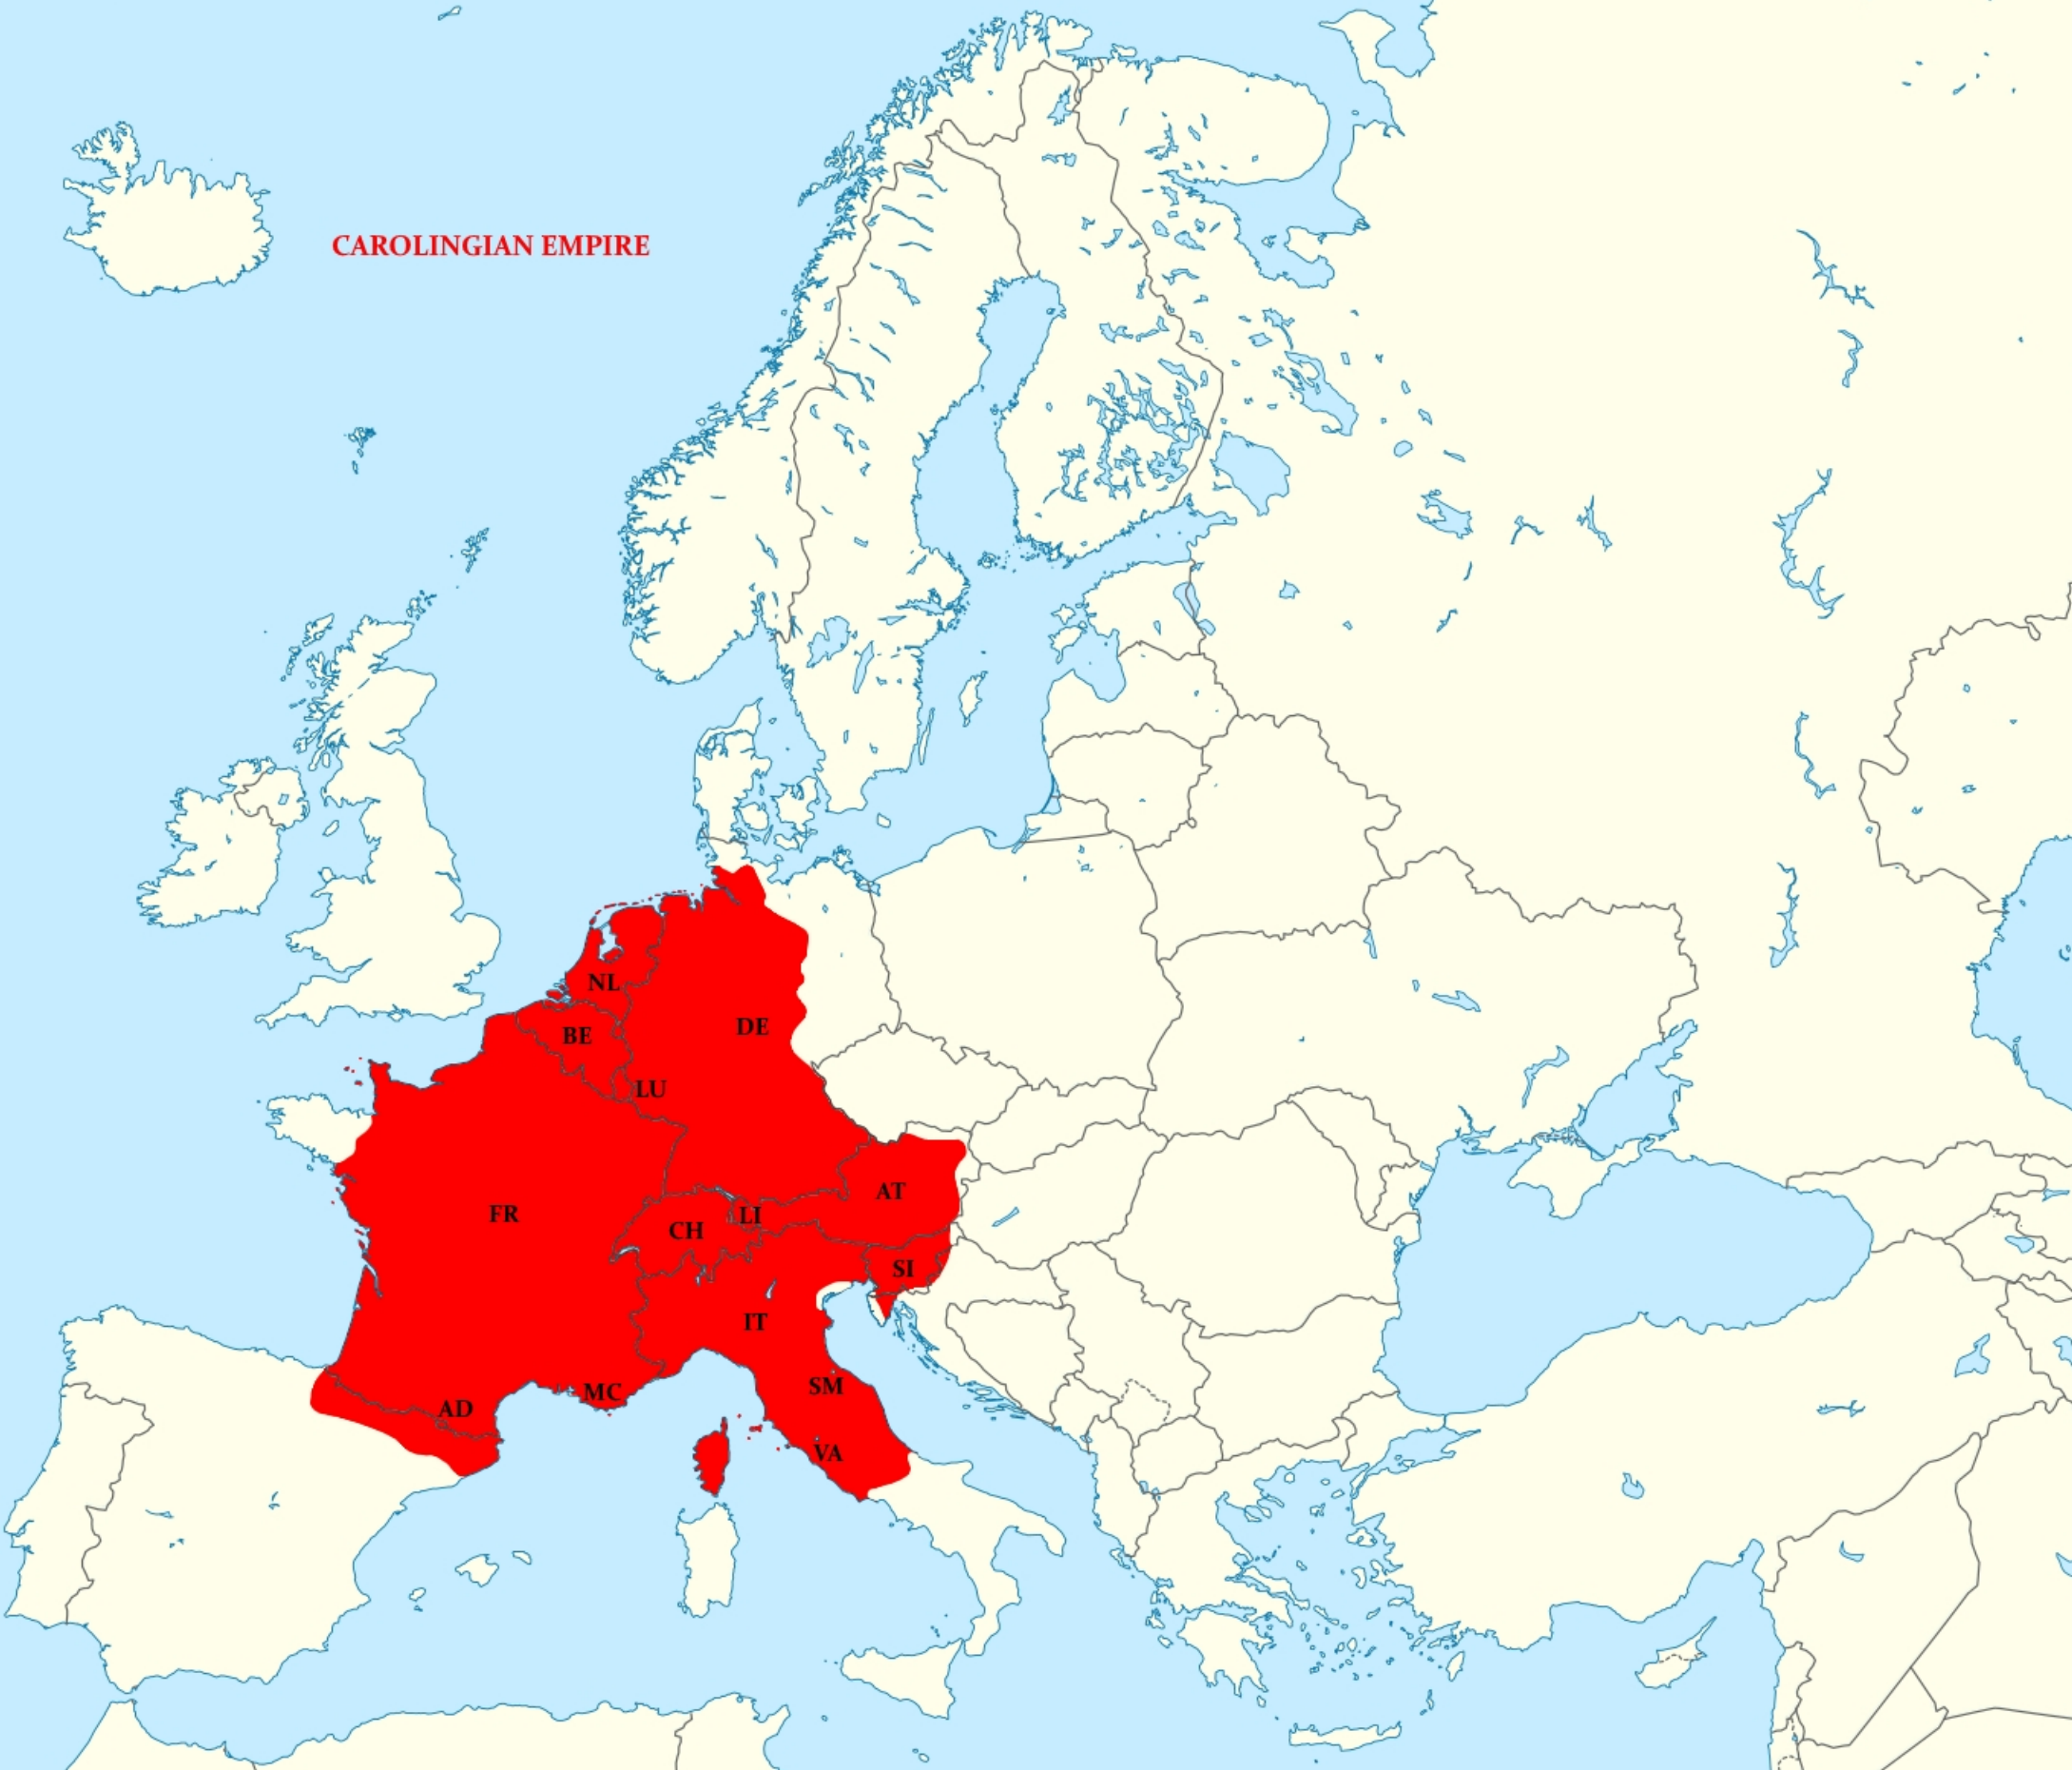 CAROLINGIAN EMPIRE
NL
DE
BE
LU
AT
FR
LI
CH
SI
IT
SM
MC
AD
VA